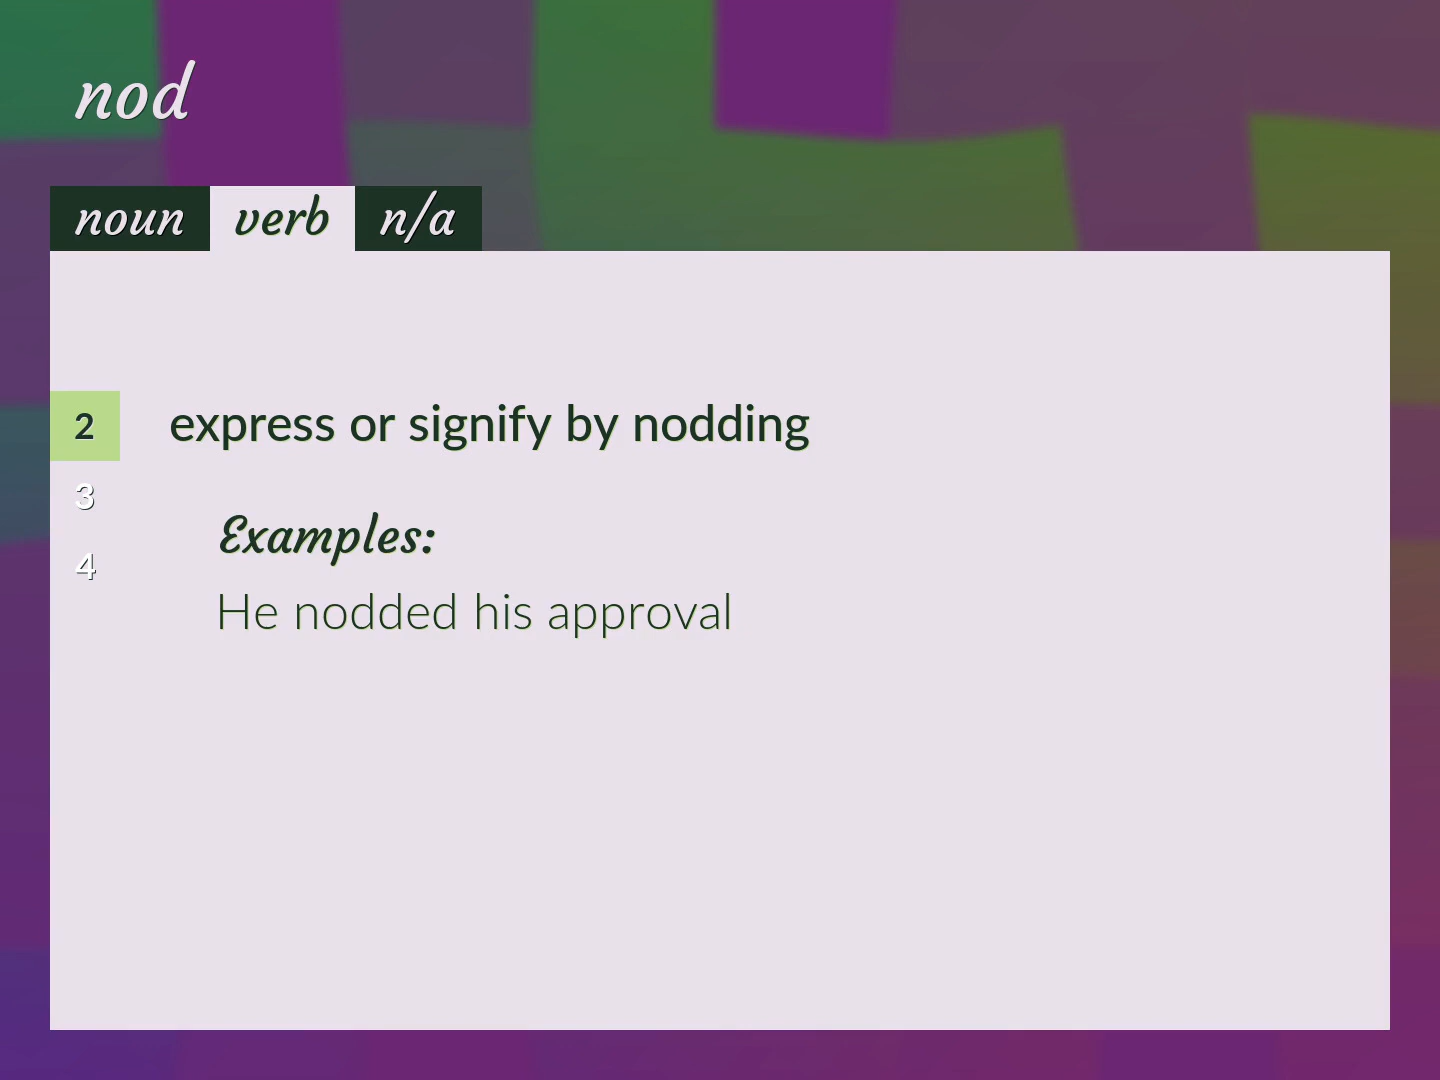 nod
noun verb n/a
2 express or signify by nodding
3
Examples:
4
He nodded his approval